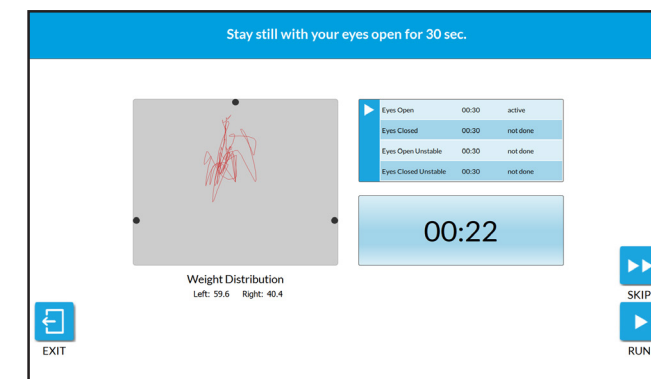 Stay still with your eyes open for 30 sec.
Eyes Open 00:30 active
Eyes Closed 00:30 not done
Eyes Open Unstable 00:30 not done
Eyes Closed Unstable 00:30 not done
00:22
Weight Distribution
Left: 59.6 Right: 40.4
SKIP
EXIT
RUN